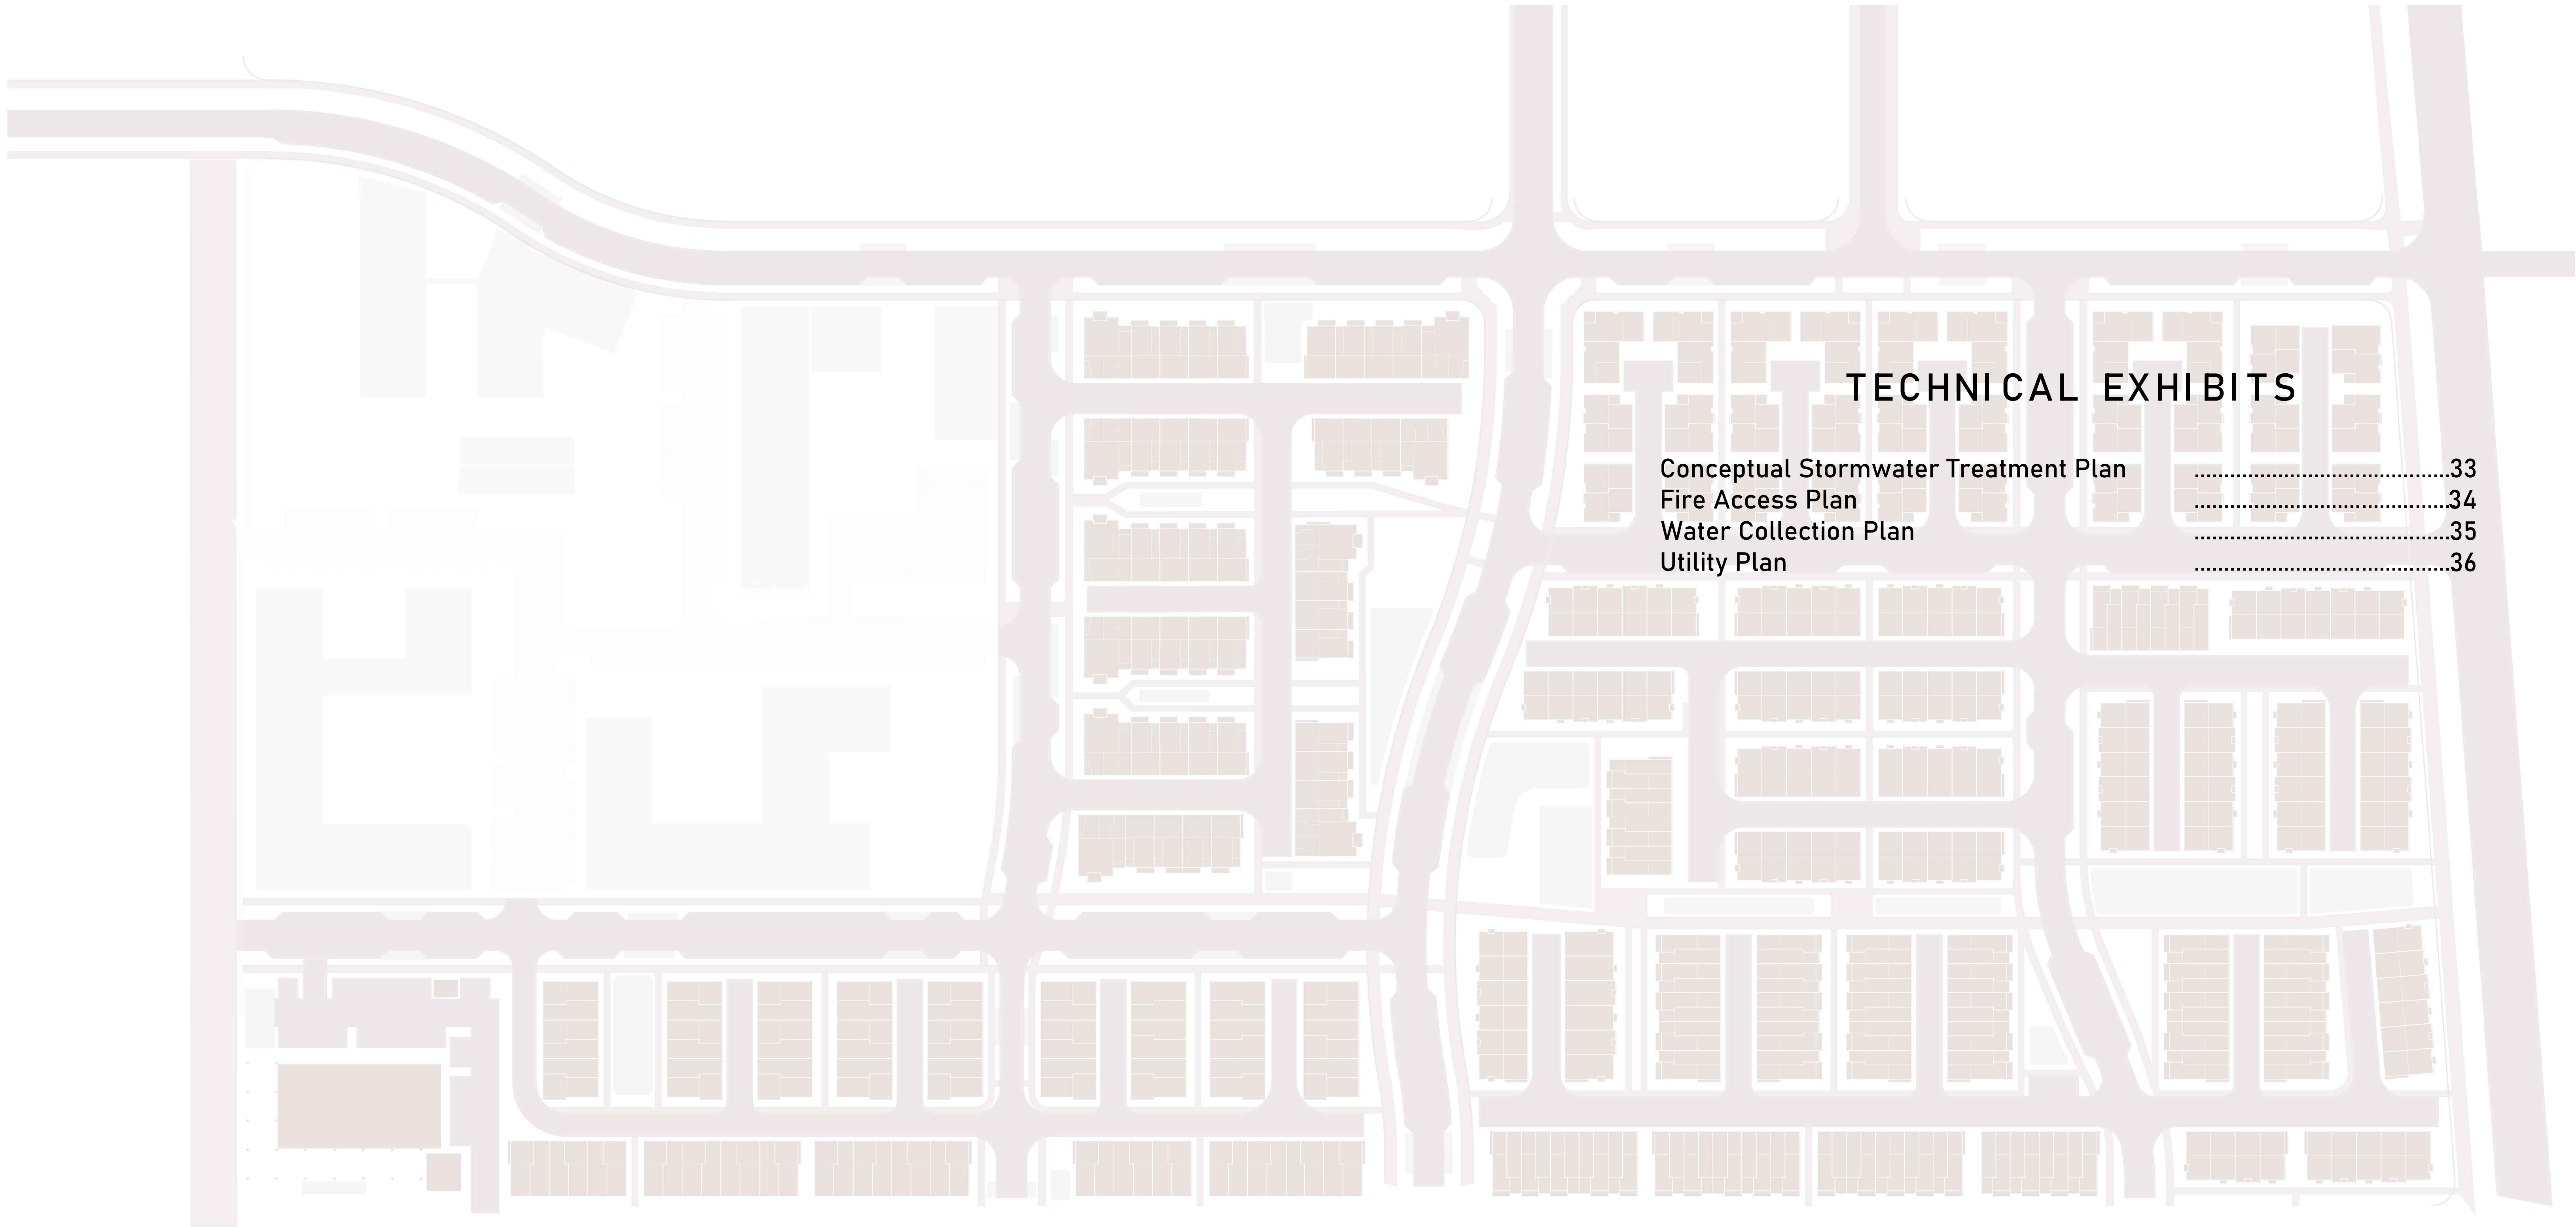 TECHNICAL EXHIBITS
Conceptual Stormwater Treatment Plan ........................................33
Fire Access Plan ........................................34
Water Collection Plan ........................................35
Utility Plan ........................................36